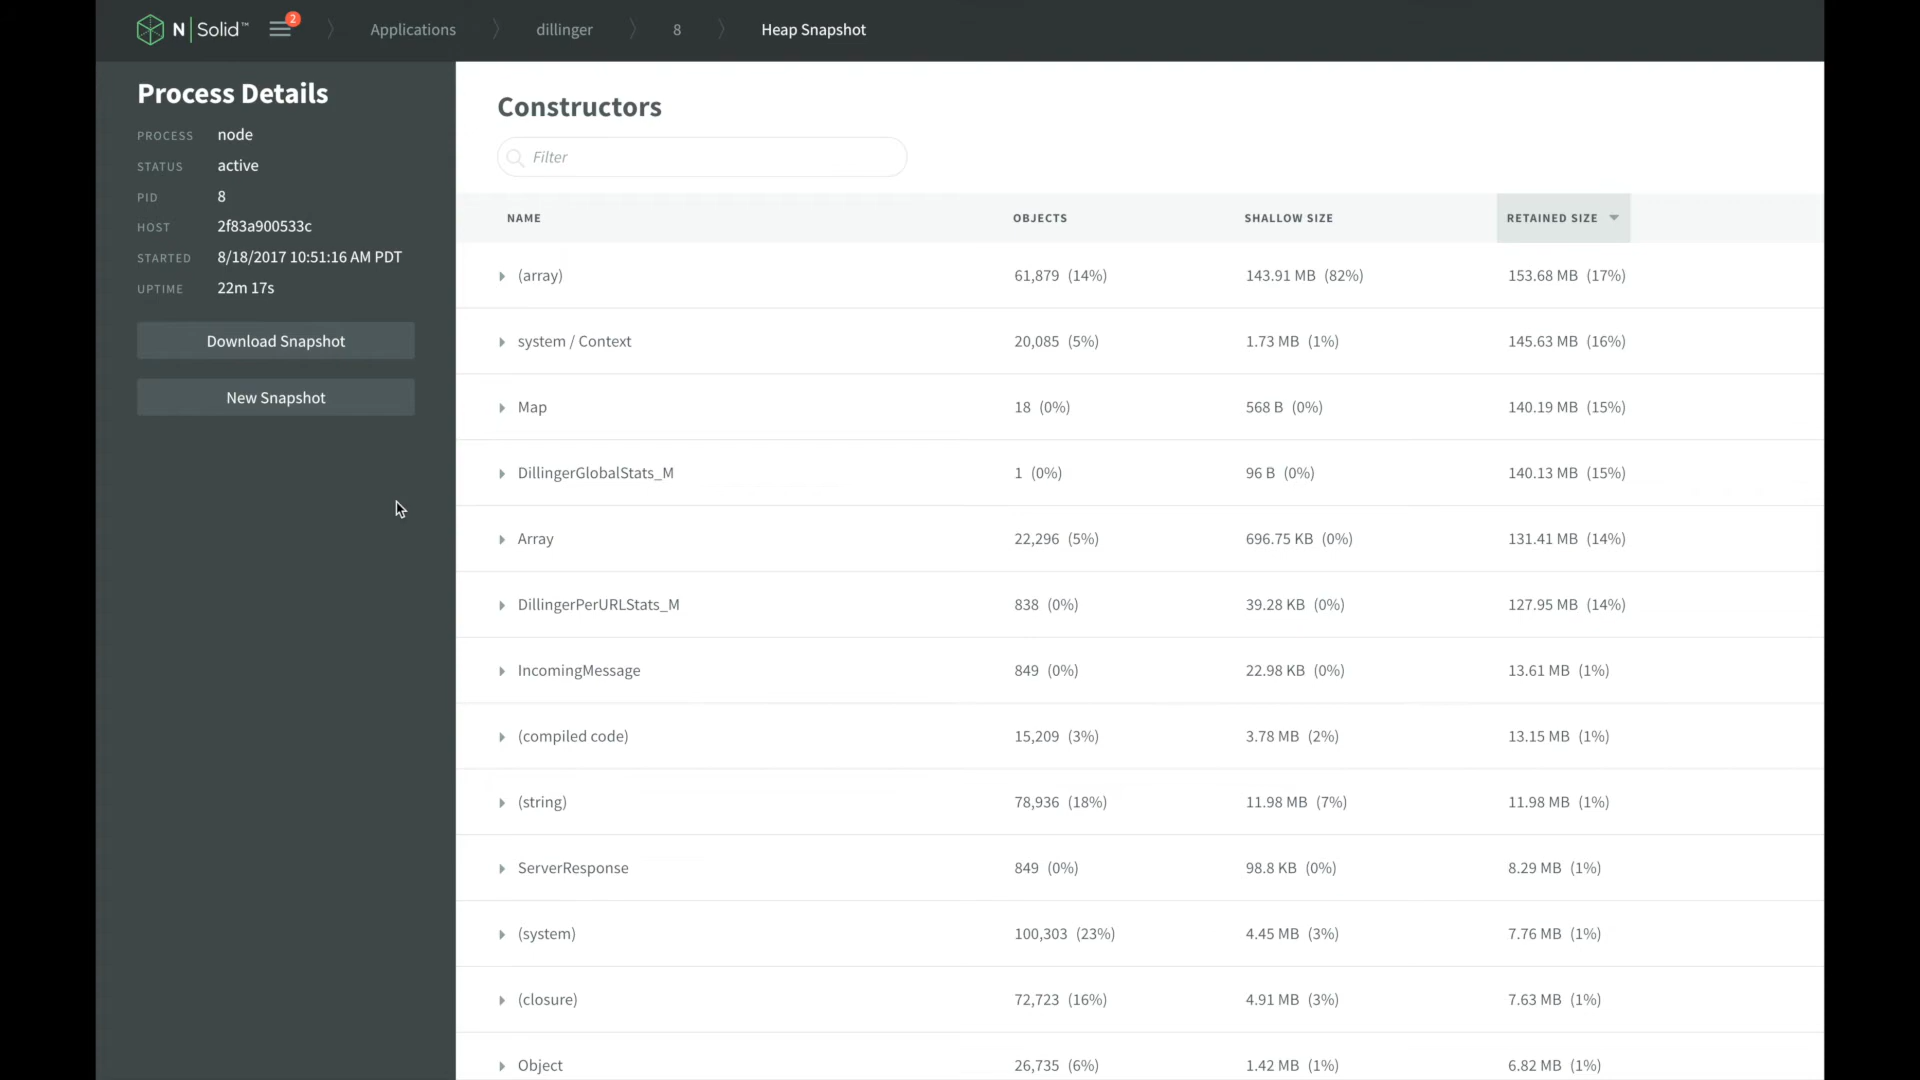 N|Solid™ 2 Applications dillinger 8 Heap Snapshot
Process Details
PROCESS node
STATUS active
PID 8
HOST 2f83a900533c
STARTED 8/18/2017 10:51:16 AM PDT
UPTIME 22m 17s
Download Snapshot
New Snapshot
Constructors
Filter
NAME OBJECTS SHALLOW SIZE RETAINED SIZE
(array) 61,879 (14%) 143.91 MB (82%) 153.68 MB (17%)
system / Context 20,085 (5%) 1.73 MB (1%) 145.63 MB (16%)
Map 18 (0%) 568 B (0%) 140.19 MB (15%)
DillingerGlobalStats_M 1 (0%) 96 B (0%) 140.13 MB (15%)
Array 22,296 (5%) 696.75 KB (0%) 131.41 MB (14%)
DillingerPerURLStats_M 838 (0%) 39.28 KB (0%) 127.95 MB (14%)
IncomingMessage 849 (0%) 22.98 KB (0%) 13.61 MB (1%)
(compiled code) 15,209 (3%) 3.78 MB (2%) 13.15 MB (1%)
(string) 78,936 (18%) 11.98 MB (7%) 11.98 MB (1%)
ServerResponse 849 (0%) 98.8 KB (0%) 8.29 MB (1%)
(system) 100,303 (23%) 4.45 MB (3%) 7.76 MB (1%)
(closure) 72,723 (16%) 4.91 MB (3%) 7.63 MB (1%)
Object 26,735 (6%) 1.42 MB (1%) 6.82 MB (1%)